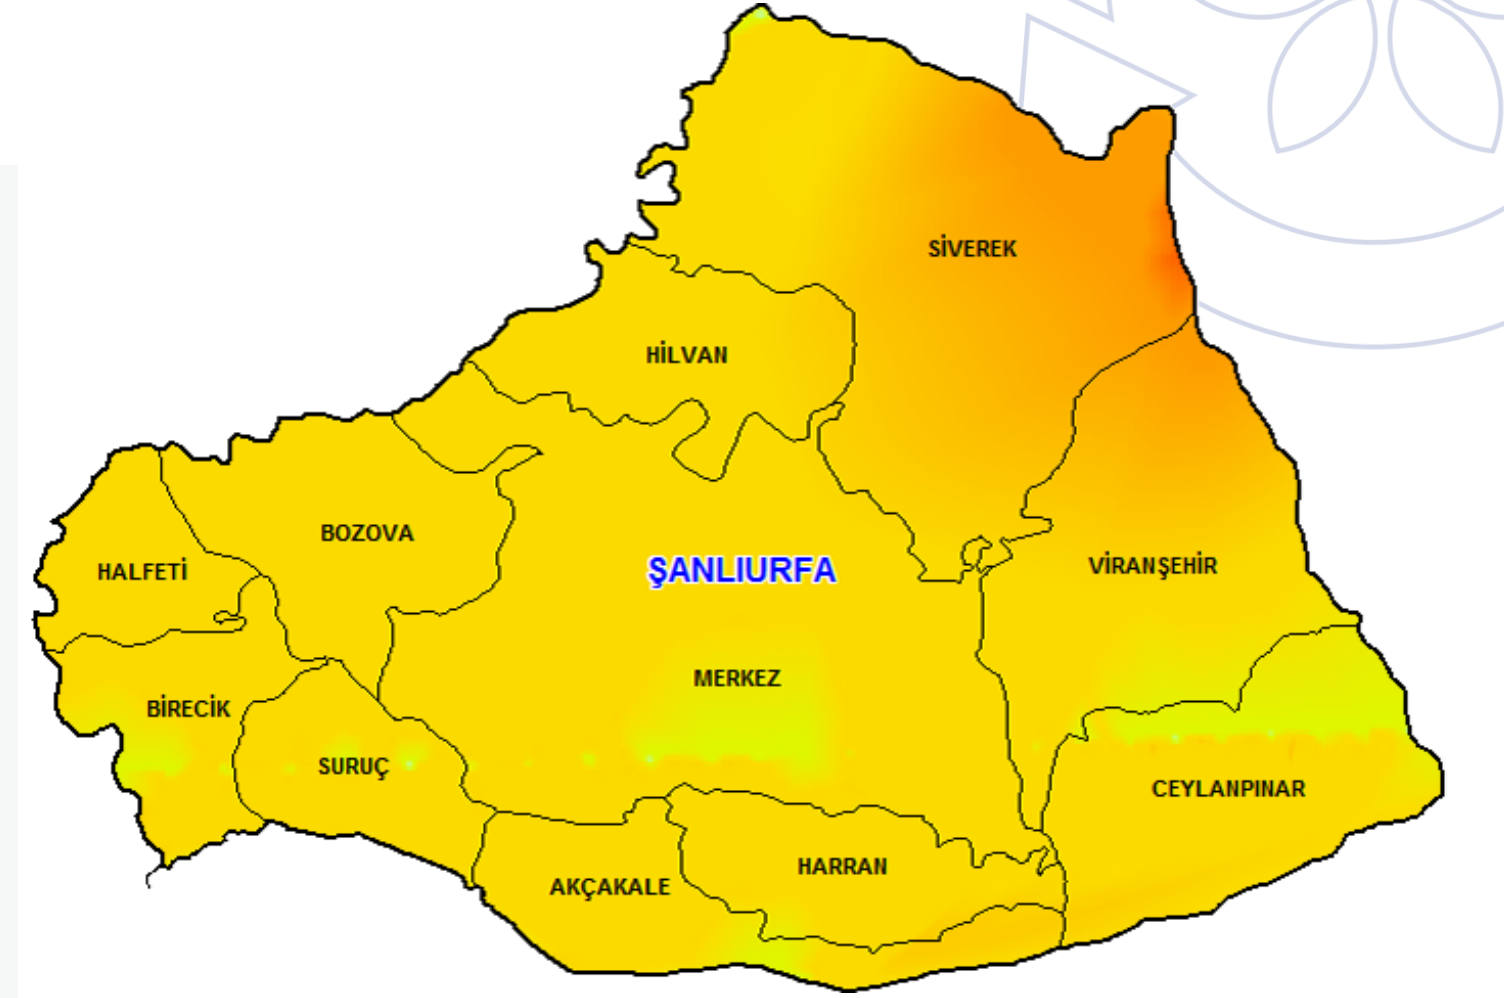 SİVEREK
HİLVAN
BOZOVA
HALFETİ
ŞANLIURFA
VİRANŞEHİR
MERKEZ
BİRECİK
SURUÇ
CEYLANPINAR
HARRAN
AKÇAKALE